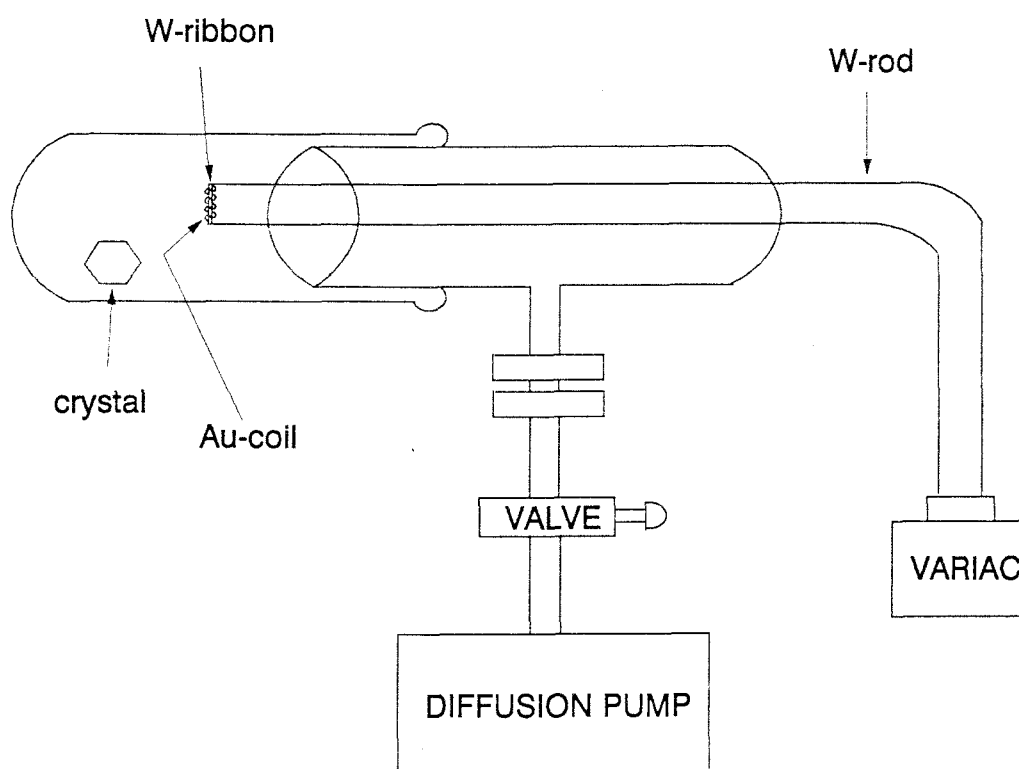 W-ribbon
W-rod
crystal
Au-coil
VALVE
VARIAC
DIFFUSION PUMP